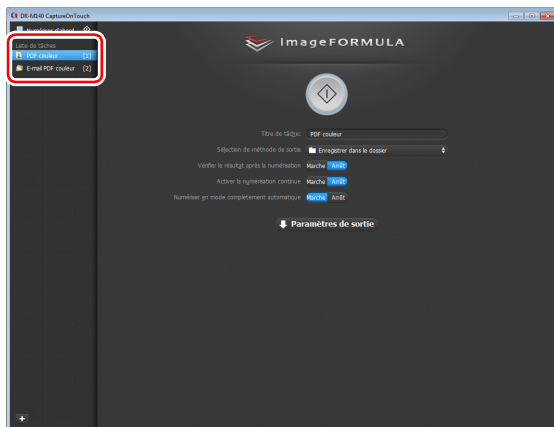 DR-M140 CaptureOnTouch
Numériser d'abord
Liste de tâches
PDF couleur [1]
E-mail PDF couleur [2]
imageFORMULA
Titre de tâche: PDF couleur
Sélection de méthode de sortie Enregistrer dans le dossier
Vérifier le résultat après la numérisation Marche Arrêt
Activer la numérisation continue Marche Arrêt
Numériser en mode complètement automatique Marche Arrêt
Paramètres de sortie